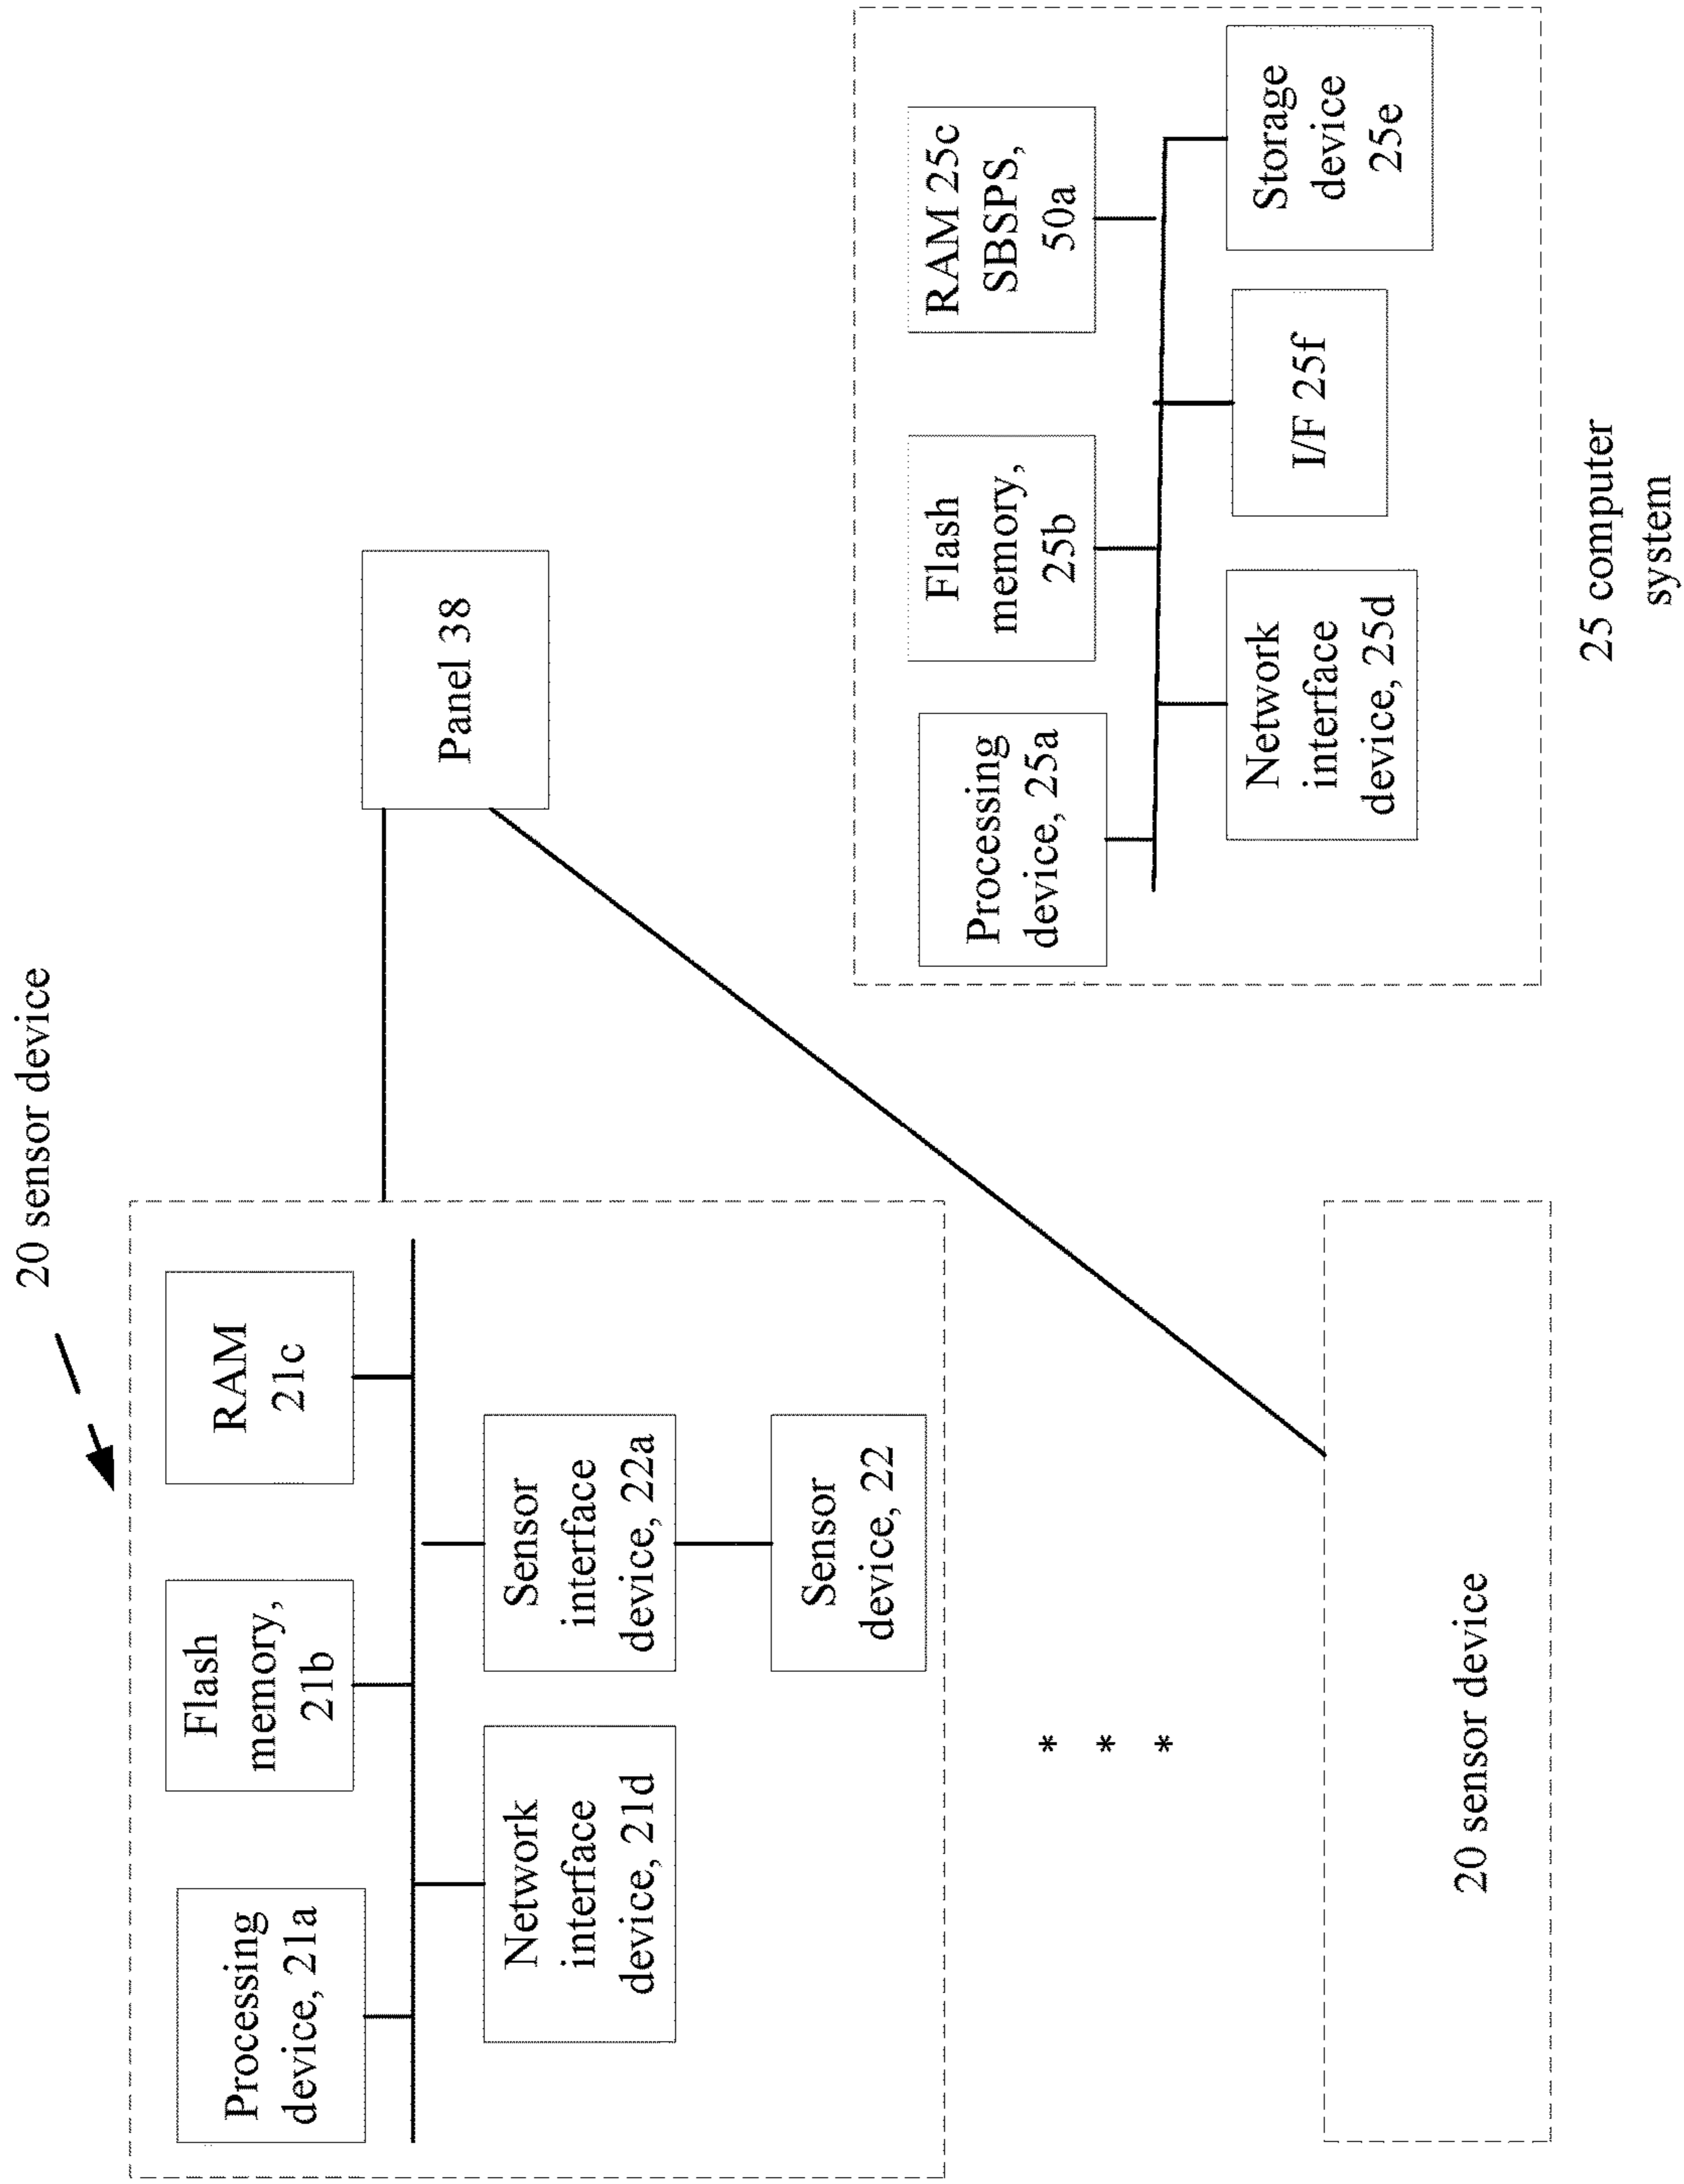 20 sensor device
Processing
device, 21a
Flash
memory,
21b
RAM
21c
Network
interface
device, 21d
Sensor
interface
device, 22a
Sensor
device, 22
*
*
*
20 sensor device
Panel 38
Processing
device, 25a
Flash
memory,
25b
RAM 25c
SBSPS,
50a
Network
interface
device, 25d
I/F 25f
Storage
device
25e
25 computer
system